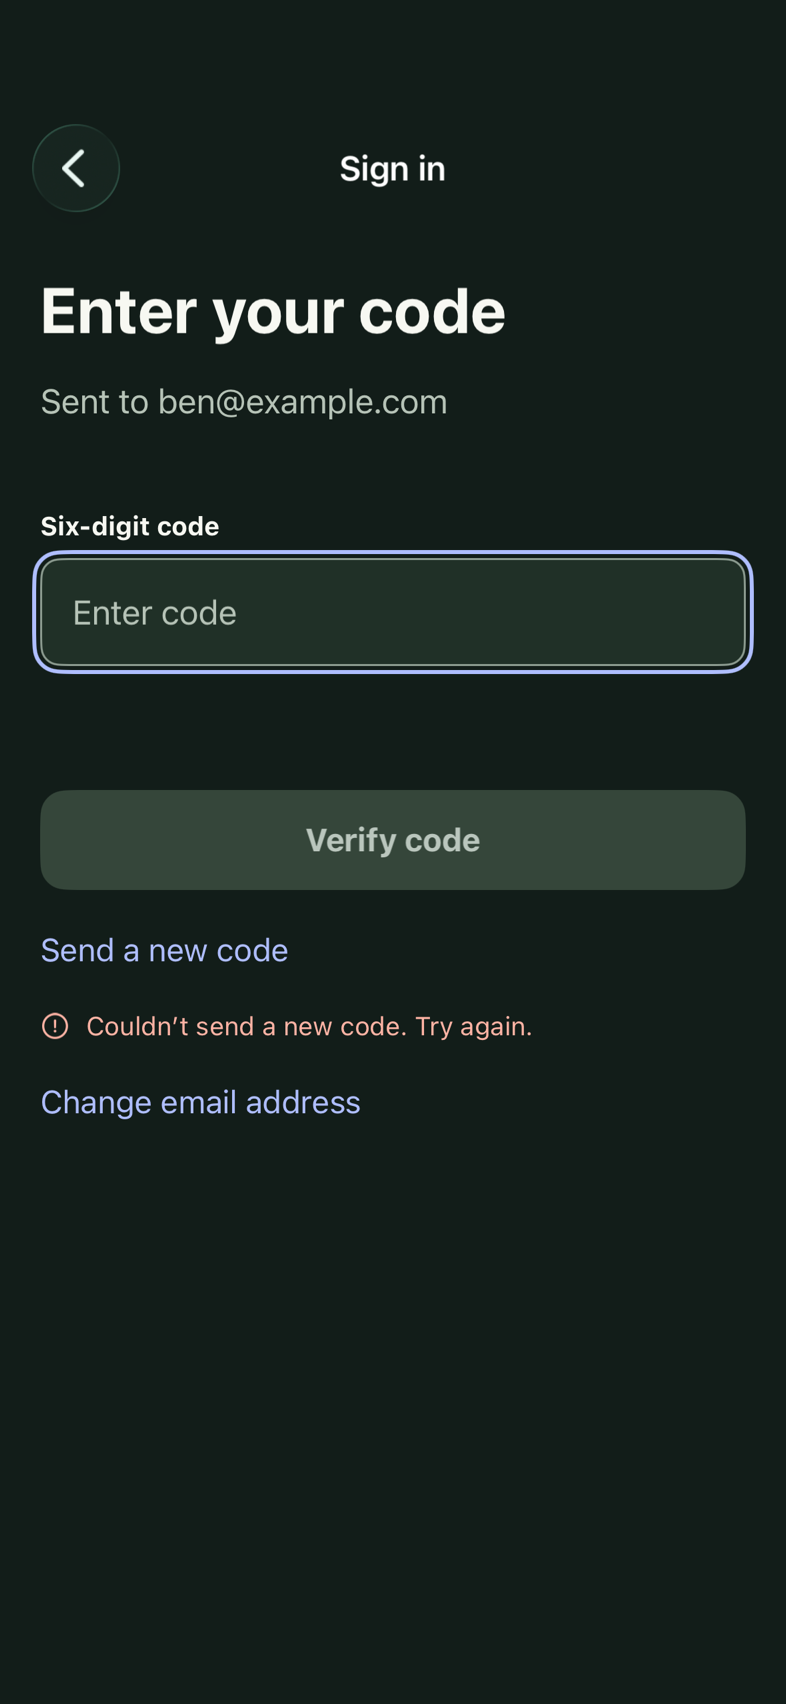 Sign in
Enter your code
Sent to ben@example.com
Six-digit code
Enter code
Verify code
Send a new code
Couldn’t send a new code. Try again.
Change email address